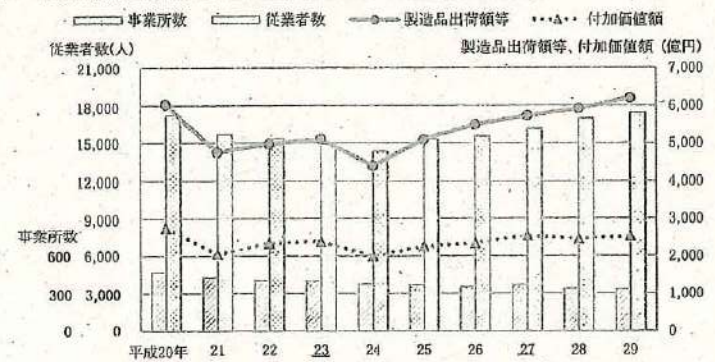 事業所数 従業者数 製造品出荷額等 付加価値額
従業者数(人) 製造品出荷額等、付加価値額(億円)
21,000 7,000
18,000 6,000
15,000 5,000
12,000 4,000
9,000 3,000
事業所数
600 6,000 2,000
300 3,000 1,000
0 0 0
平成20年 21 22 23 24 25 26 27 28 29